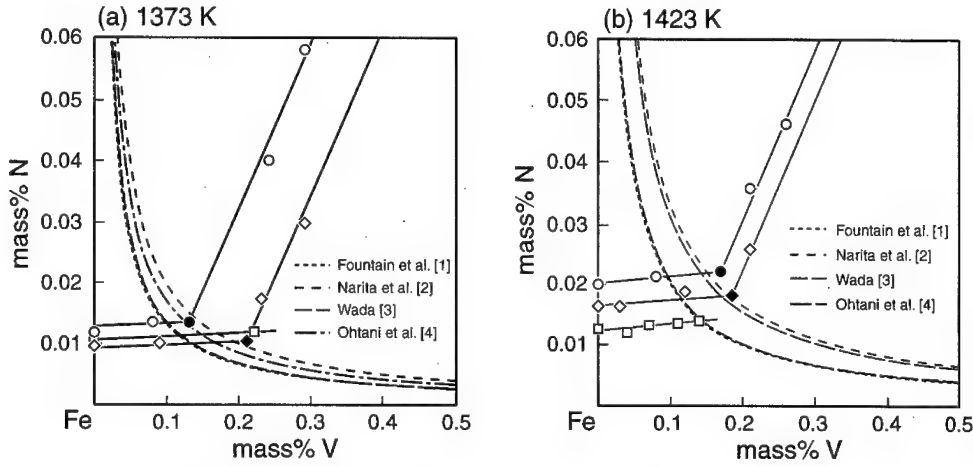 (a) 1373 K
0.06
0.05
0.04
0.03
0.02
0.01
mass% N
Fountain et al. [1]
Narita et al. [2]
Wada [3]
Ohtani et al. [4]
Fe
0.1
0.2
0.3
0.4
0.5
mass% V
(b) 1423 K
0.06
0.05
0.04
0.03
0.02
0.01
mass% N
Fountain et al. [1]
Narita et al. [2]
Wada [3]
Ohtani et al. [4]
Fe
0.1
0.2
0.3
0.4
0.5
mass% V